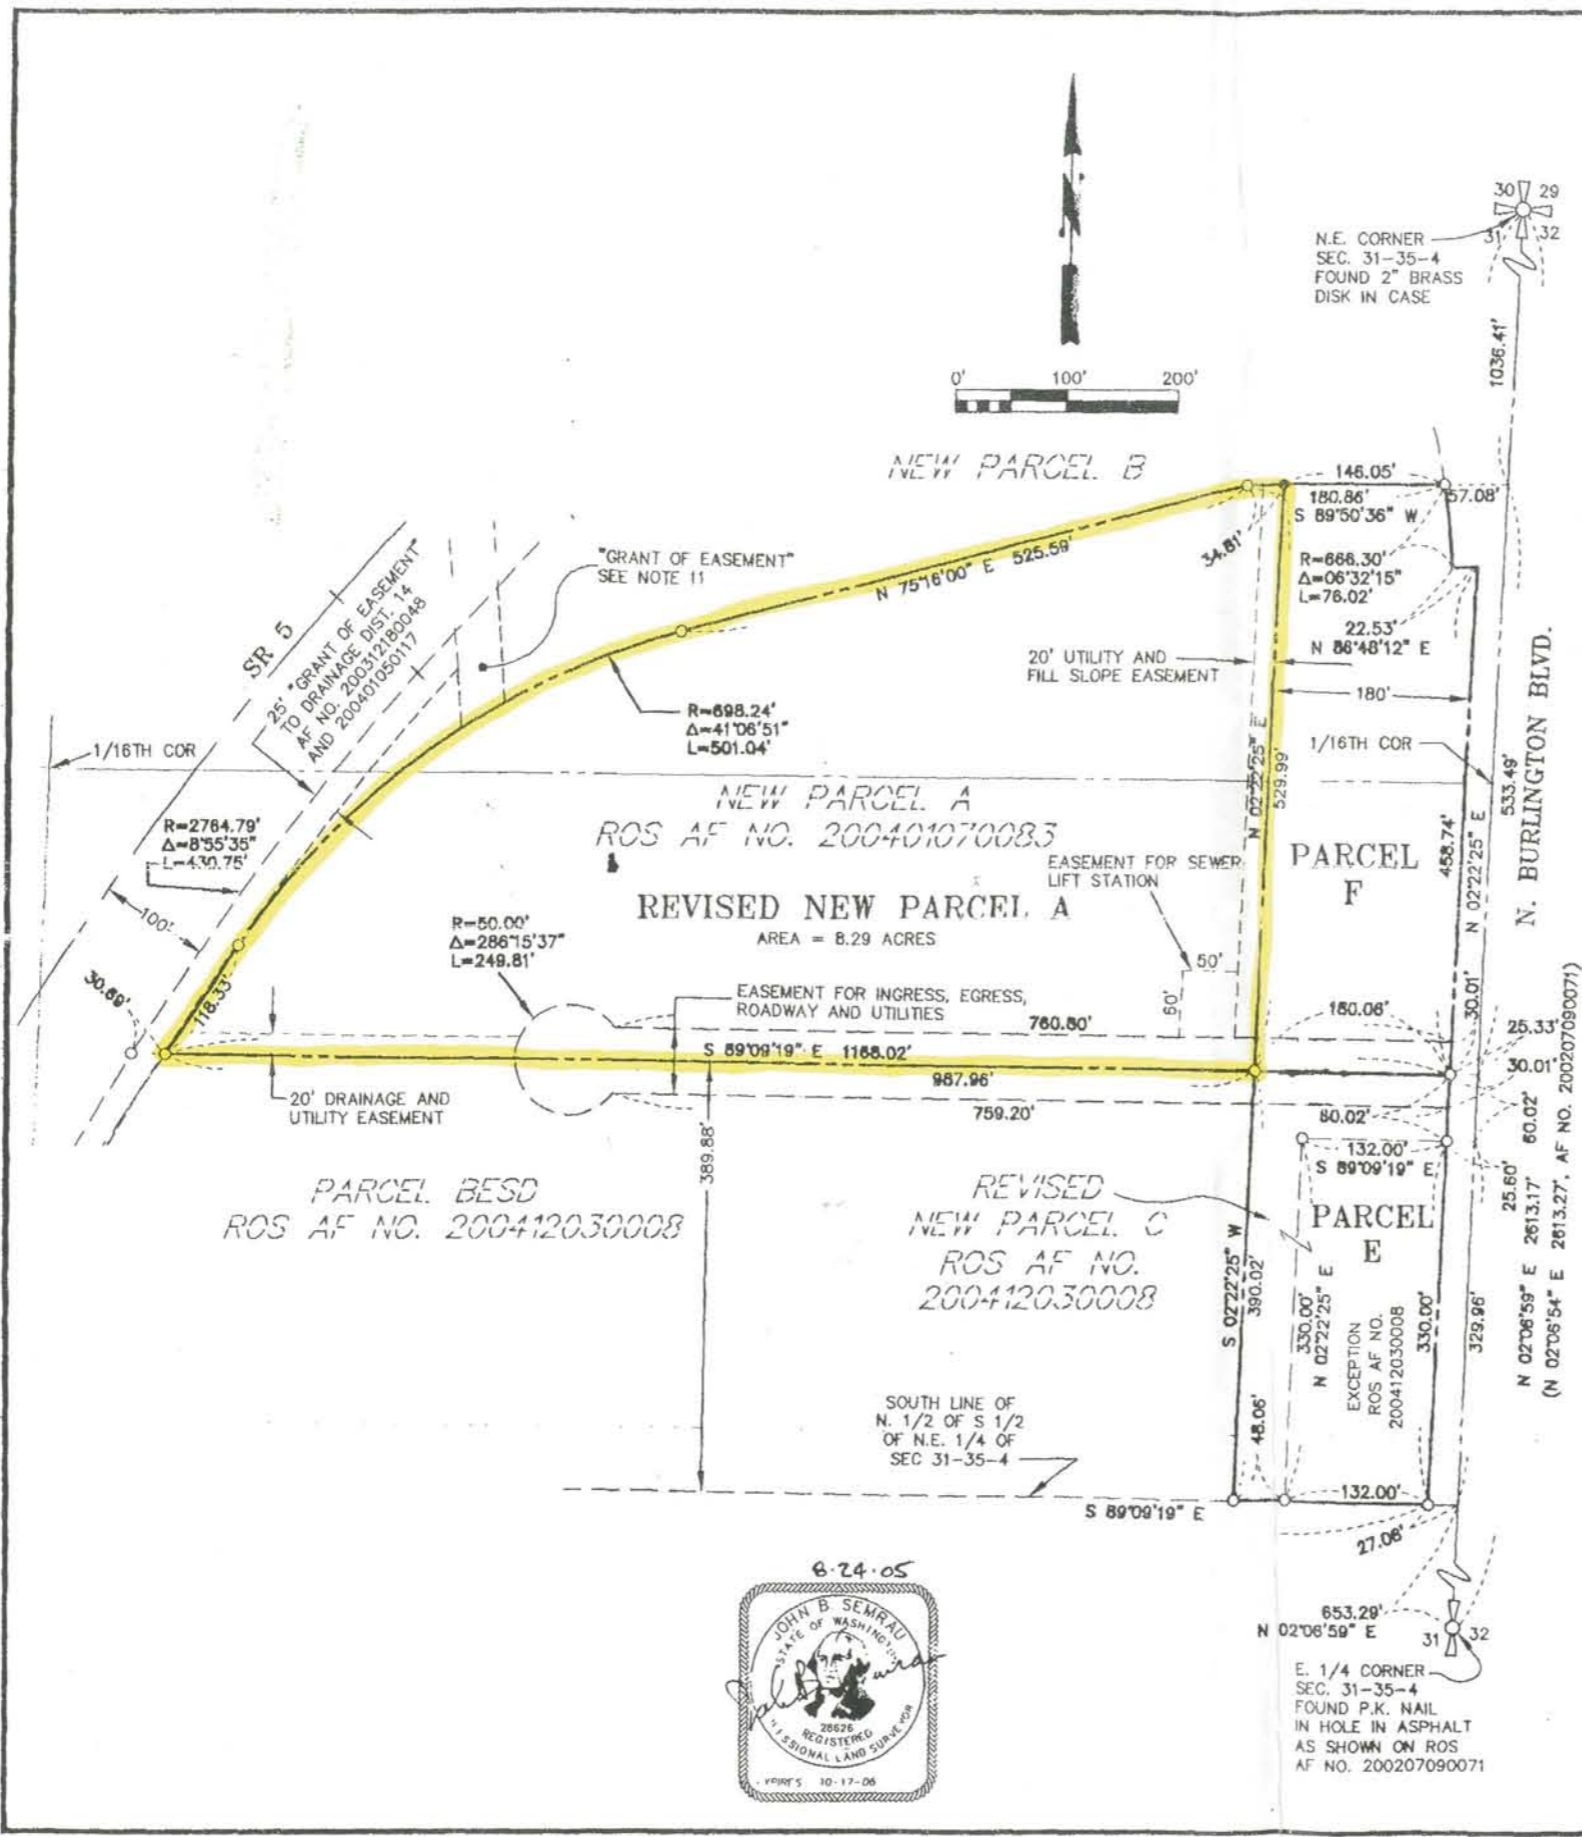 30 29
31 32
N.E. CORNER
SEC. 31-35-4
FOUND 2" BRASS
DISK IN CASE
1036.41'
0' 100' 200'
NEW PARCEL B
146.05'
180.86'
S 89°50'36" W
57.08'
34.81'
R=666.30'
Δ=06°32'15"
L=76.02'
22.53'
N 86°48'12" E
"GRANT OF EASEMENT"
SEE NOTE 11
N 75°16'00" E 525.59'
SR 5
25' "GRANT OF EASEMENT"
TO DRAINAGE DIST. 14
AF NO. 200312180048
AND 200401050117
20' UTILITY AND
FILL SLOPE EASEMENT
180'
R=698.24'
Δ=41°06'51"
L=501.04'
1/16TH COR
1/16TH COR
N 02°22'25" E
529.99'
533.49'
N. BURLINGTON BLVD.
NEW PARCEL A
ROS AF NO. 200401070083
R=2764.79'
Δ=8°55'35"
L=430.75'
458.74'
N 02°22'25" E
EASEMENT FOR SEWER
LIFT STATION
PARCEL
F
REVISED NEW PARCEL A
AREA = 8.29 ACRES
100'
R=50.00'
Δ=286°15'37"
L=249.81'
50'
60'
30.69'
118.33'
EASEMENT FOR INGRESS, EGRESS,
ROADWAY AND UTILITIES
760.80'
180.06'
30.01'
25.33'
30.01'
S 89°09'19" E 1168.02'
987.96'
759.20'
80.02'
60.02'
20' DRAINAGE AND
UTILITY EASEMENT
389.88'
132.00'
S 89°09'19" E
25.60'
PARCEL BESD
ROS AF NO. 200412030008
REVISED
NEW PARCEL C
ROS AF NO.
200412030008
PARCEL
E
S 02°22'25" W
390.02'
330.00'
N 02°22'25" E
EXCEPTION
ROS AF NO.
200412030008
330.00'
329.96'
N 02°06'59" E 2613.17'
(N 02°06'54" E 2613.27', AF NO. 200207090071)
SOUTH LINE OF
N. 1/2 OF S 1/2
OF N.E. 1/4 OF
SEC 31-35-4
48.06'
132.00'
S 89°09'19" E
27.06'
653.29'
N 02°06'59" E
31 32
E. 1/4 CORNER
SEC. 31-35-4
FOUND P.K. NAIL
IN HOLE IN ASPHALT
AS SHOWN ON ROS
AF NO. 200207090071
8-24-05
JOHN B. SEMRAU
STATE OF WASHINGTON
28626
REGISTERED
LAND SURVEYOR
10-17-06